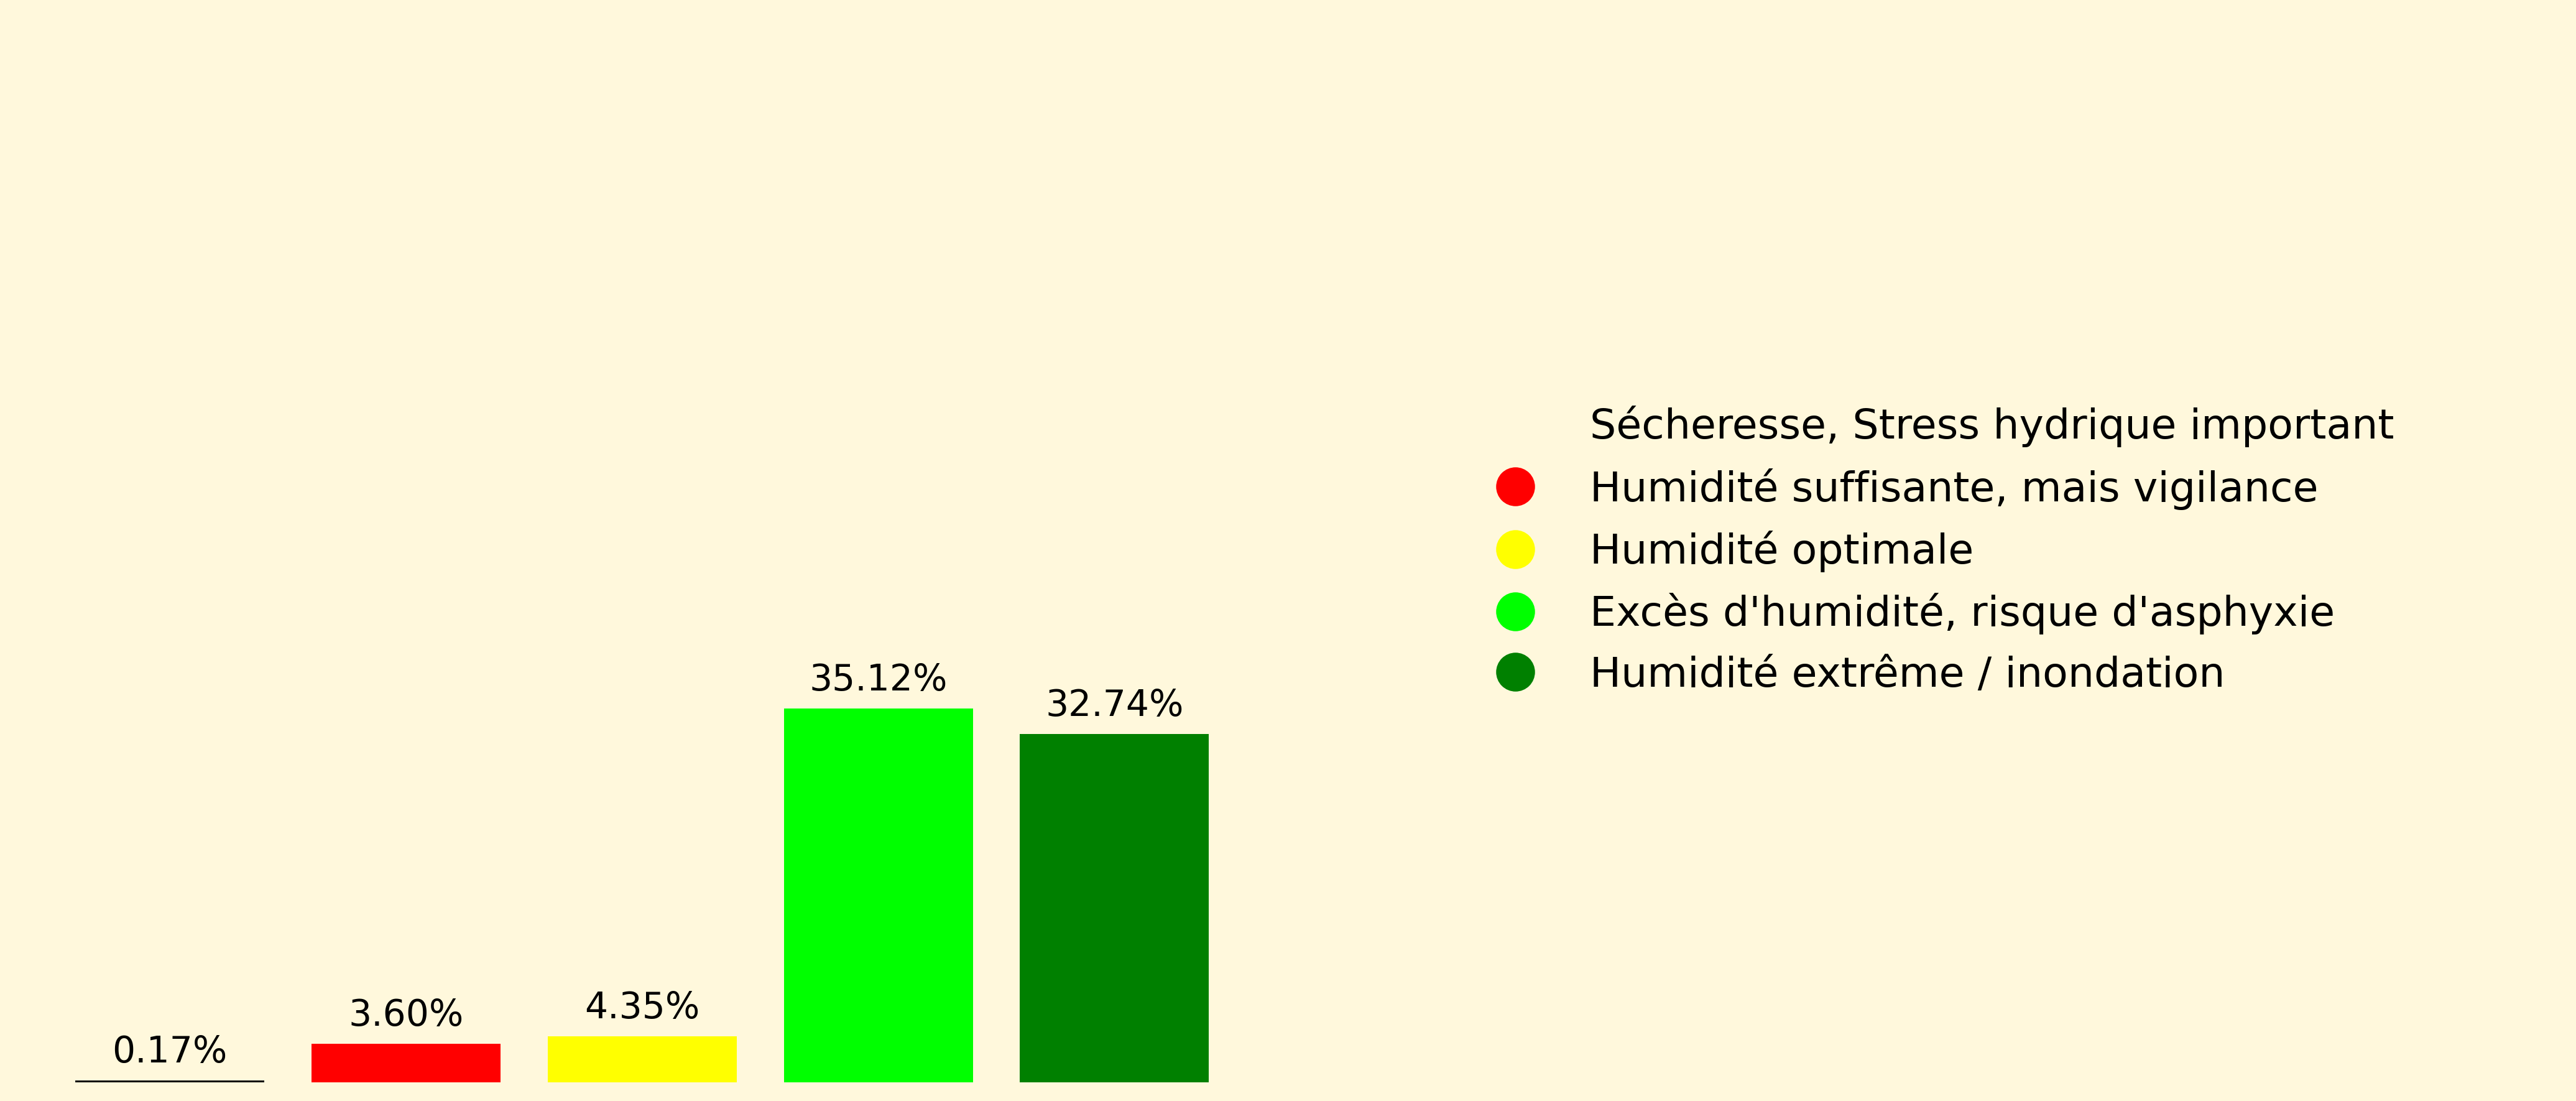 0.17%
3.60%
4.35%
35.12%
32.74%
Sécheresse, Stress hydrique important
Humidité suffisante, mais vigilance
Humidité optimale
Excès d'humidité, risque d'asphyxie
Humidité extrême / inondation